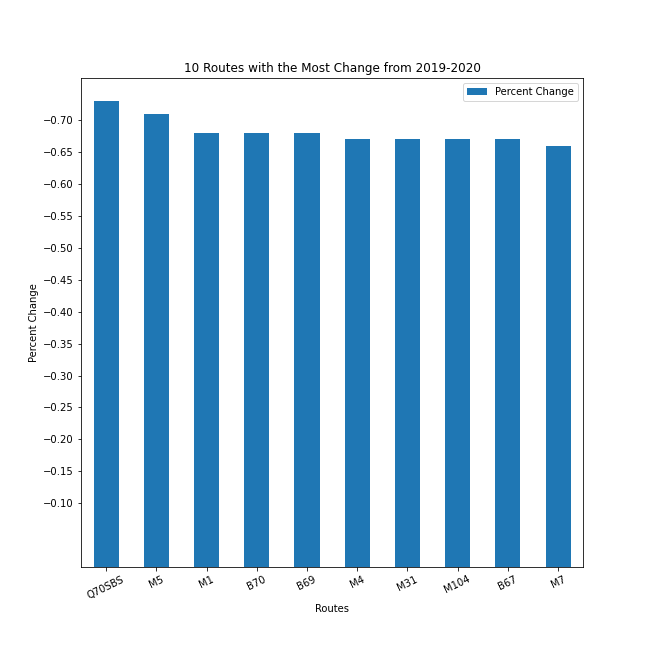 10 Routes with the Most Change from 2019-2020
Percent Change
−0.70
−0.65
−0.60
−0.55
−0.50
−0.45
−0.40
−0.35
−0.30
−0.25
−0.20
−0.15
−0.10
Percent Change
Q70SBS
M5
M1
B70
B69
M4
M31
M104
B67
M7
Routes